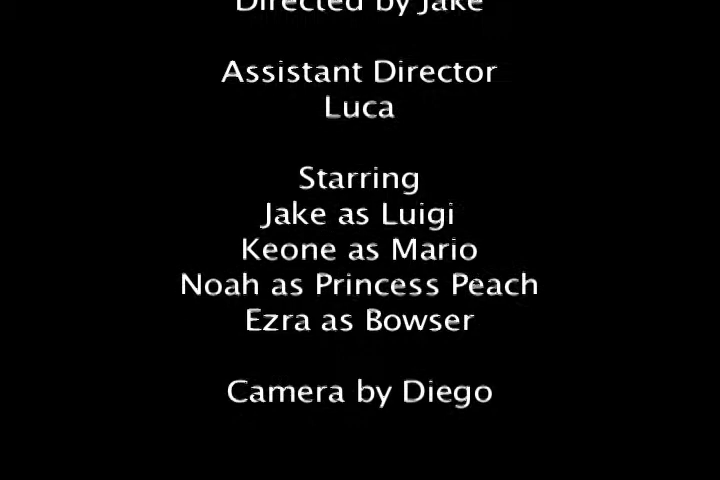 Directed by Jake
Assistant Director
Luca
Starring
Jake as Luigi
Keone as Mario
Noah as Princess Peach
Ezra as Bowser
Camera by Diego